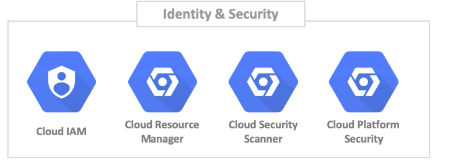 Identity & Security
Cloud IAM
Cloud Resource
Manager
Cloud Security
Scanner
Cloud Platform
Security